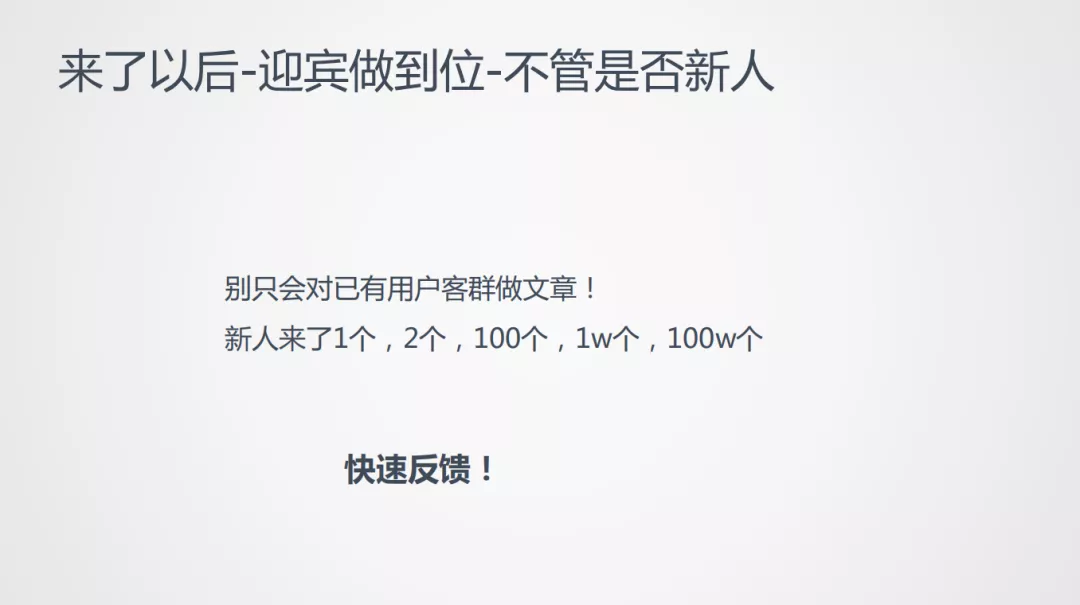 来了以后-迎宾做到位-不管是否新人
别只会对已有用户客群做文章！
新人来了1个，2个，100个，1w个，100w个
快速反馈！